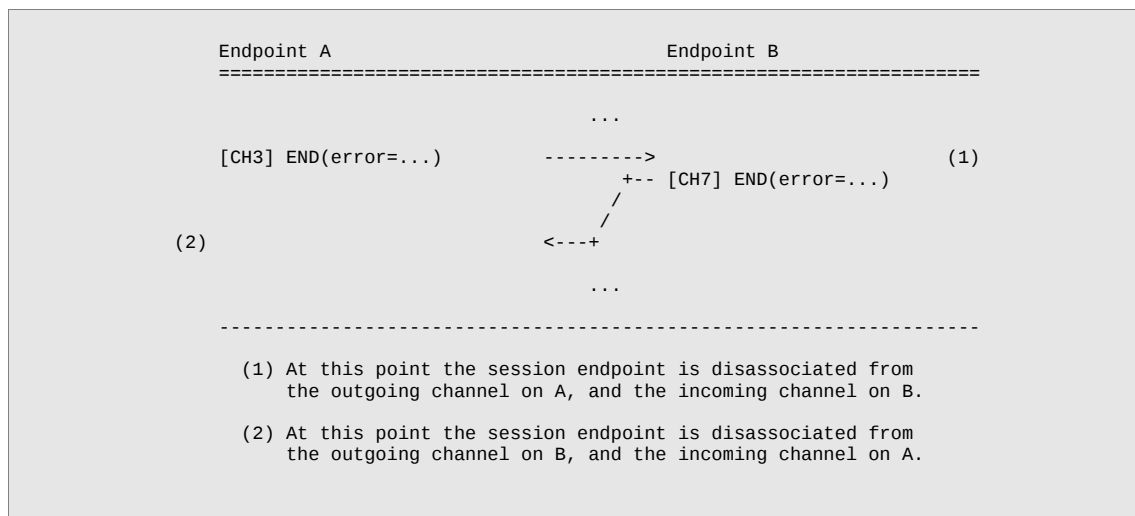 Endpoint A                              Endpoint B
====================================================================
...
[CH3] END(error=...)         --------->                          (1)
+-- [CH7] END(error=...)
/
/
(2)                              <---+
...
--------------------------------------------------------------------
(1) At this point the session endpoint is disassociated from
the outgoing channel on A, and the incoming channel on B.
(2) At this point the session endpoint is disassociated from
the outgoing channel on B, and the incoming channel on A.